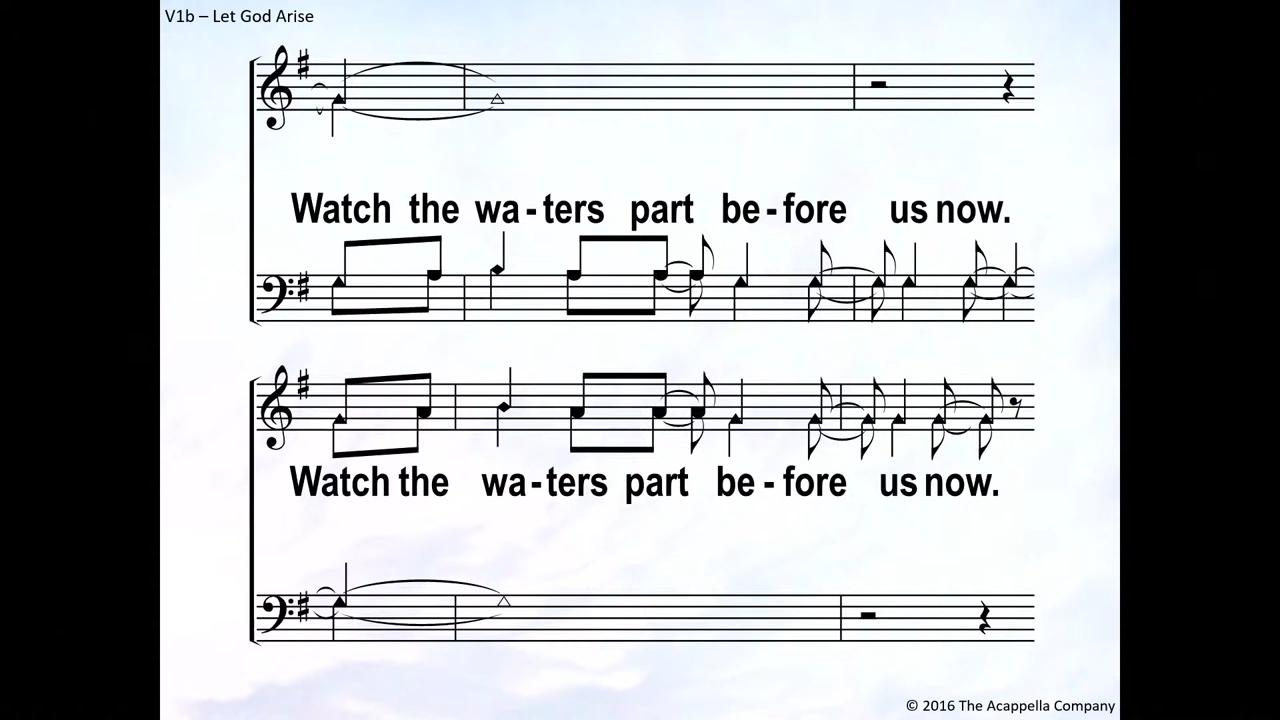 V1b – Let God Arise
Watch the wa - ters part be - fore us now.
Watch the wa - ters part be - fore us now.
© 2016 The Acappella Company